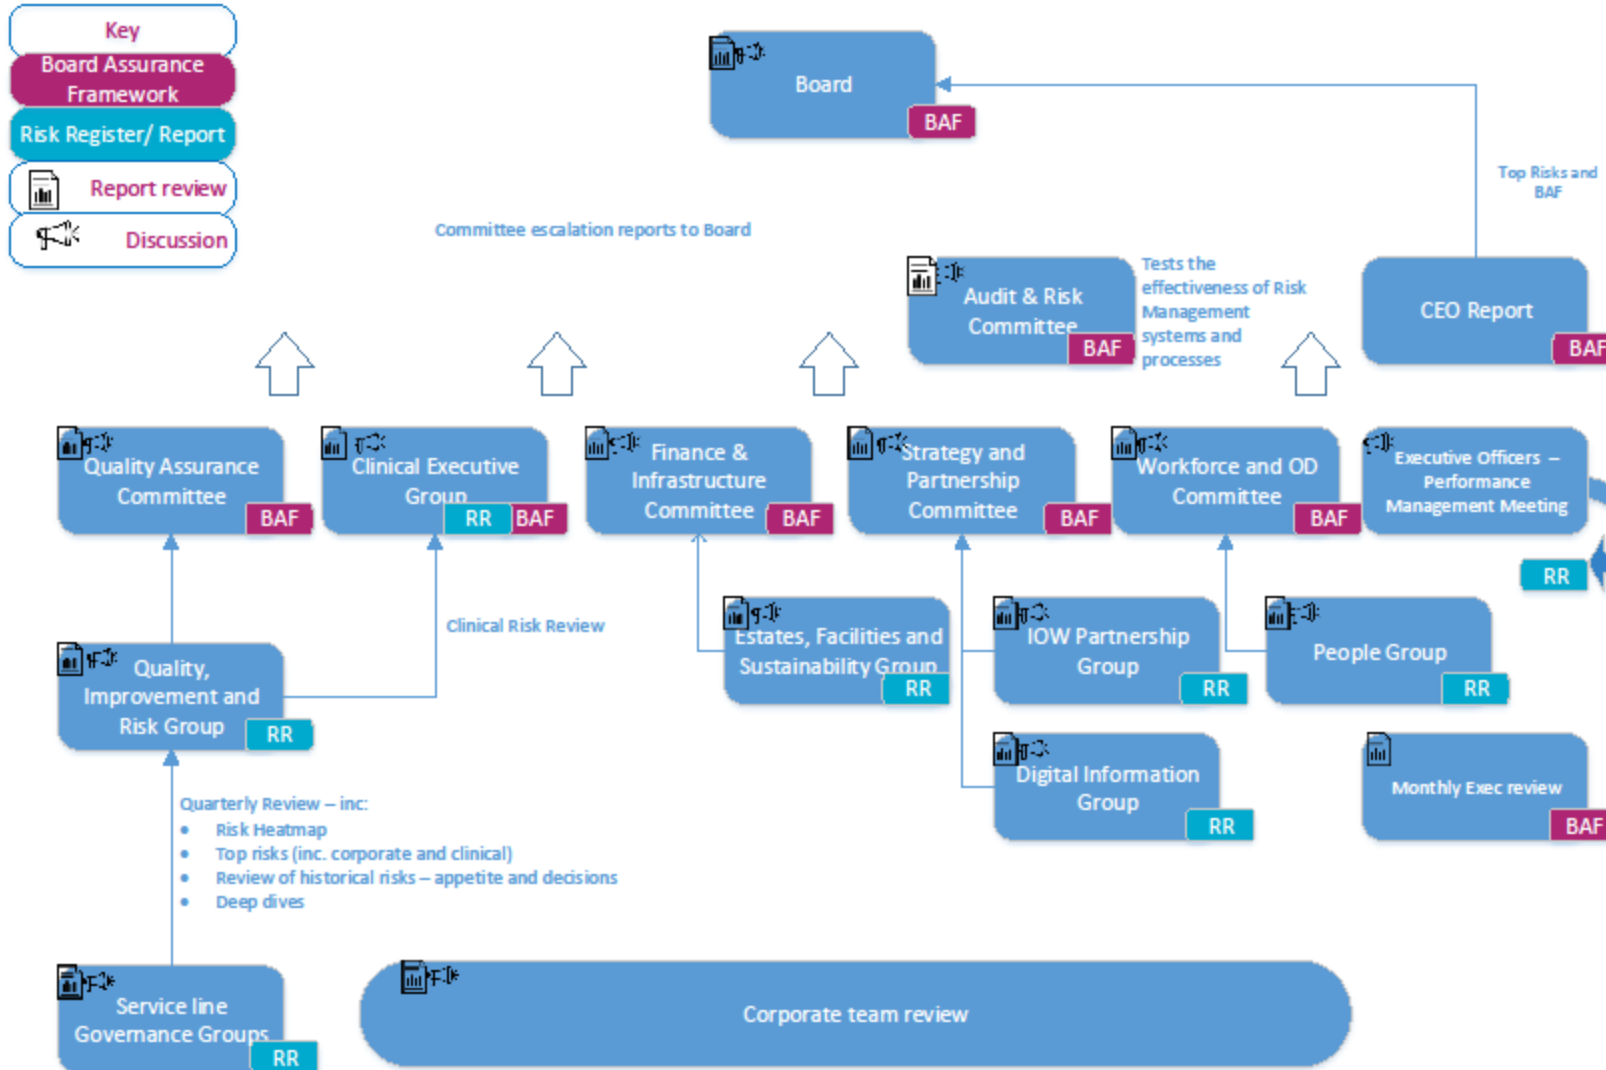 Key
Board Assurance
Framework
Risk Register/ Report
Report review
Discussion
Board
BAF
Top Risks and
BAF
Committee escalation reports to Board
Audit & Risk
Committee
BAF
Tests the
effectiveness of Risk
Management
systems and
processes
CEO Report
BAF
Quality Assurance
Committee
BAF
Clinical Executive
Group
RR
BAF
Finance &
Infrastructure
Committee
BAF
Strategy and
Partnership
Committee
BAF
Workforce and OD
Committee
BAF
Executive Officers –
Performance
Management Meeting
RR
Clinical Risk Review
Quality,
Improvement and
Risk Group
RR
Estates, Facilities and
Sustainability Group
RR
IOW Partnership
Group
RR
People Group
RR
Digital Information
Group
RR
Monthly Exec review
BAF
Quarterly Review – inc:
• Risk Heatmap
• Top risks (inc. corporate and clinical)
• Review of historical risks – appetite and decisions
• Deep dives
Service line
Governance Groups
RR
Corporate team review